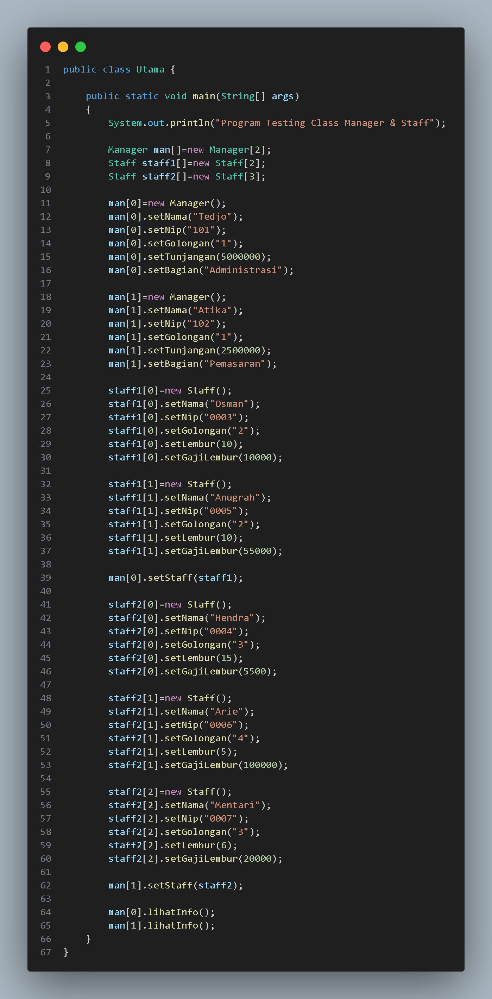 1 public class Utama {
2
3     public static void main(String[] args)
4     {
5         System.out.println("Program Testing Class Manager & Staff");
6
7         Manager man[]=new Manager[2];
8         Staff staff1[]=new Staff[2];
9         Staff staff2[]=new Staff[3];
10
11         man[0]=new Manager();
12         man[0].setNama("Tedjo");
13         man[0].setNip("101");
14         man[0].setGolongan("1");
15         man[0].setTunjangan(5000000);
16         man[0].setBagian("Administrasi");
17
18         man[1]=new Manager();
19         man[1].setNama("Atika");
20         man[1].setNip("102");
21         man[1].setGolongan("1");
22         man[1].setTunjangan(2500000);
23         man[1].setBagian("Pemasaran");
24
25         staff1[0]=new Staff();
26         staff1[0].setNama("Osman");
27         staff1[0].setNip("0003");
28         staff1[0].setGolongan("2");
29         staff1[0].setLembur(10);
30         staff1[0].setGajiLembur(10000);
31
32         staff1[1]=new Staff();
33         staff1[1].setNama("Anugrah");
34         staff1[1].setNip("0005");
35         staff1[1].setGolongan("2");
36         staff1[1].setLembur(10);
37         staff1[1].setGajiLembur(55000);
38
39         man[0].setStaff(staff1);
40
41         staff2[0]=new Staff();
42         staff2[0].setNama("Hendra");
43         staff2[0].setNip("0004");
44         staff2[0].setGolongan("3");
45         staff2[0].setLembur(15);
46         staff2[0].setGajiLembur(5500);
47
48         staff2[1]=new Staff();
49         staff2[1].setNama("Arie");
50         staff2[1].setNip("0006");
51         staff2[1].setGolongan("4");
52         staff2[1].setLembur(5);
53         staff2[1].setGajiLembur(100000);
54
55         staff2[2]=new Staff();
56         staff2[2].setNama("Mentari");
57         staff2[2].setNip("0007");
58         staff2[2].setGolongan("3");
59         staff2[2].setLembur(6);
60         staff2[2].setGajiLembur(20000);
61
62         man[1].setStaff(staff2);
63
64         man[0].lihatInfo();
65         man[1].lihatInfo();
66     }
67 }